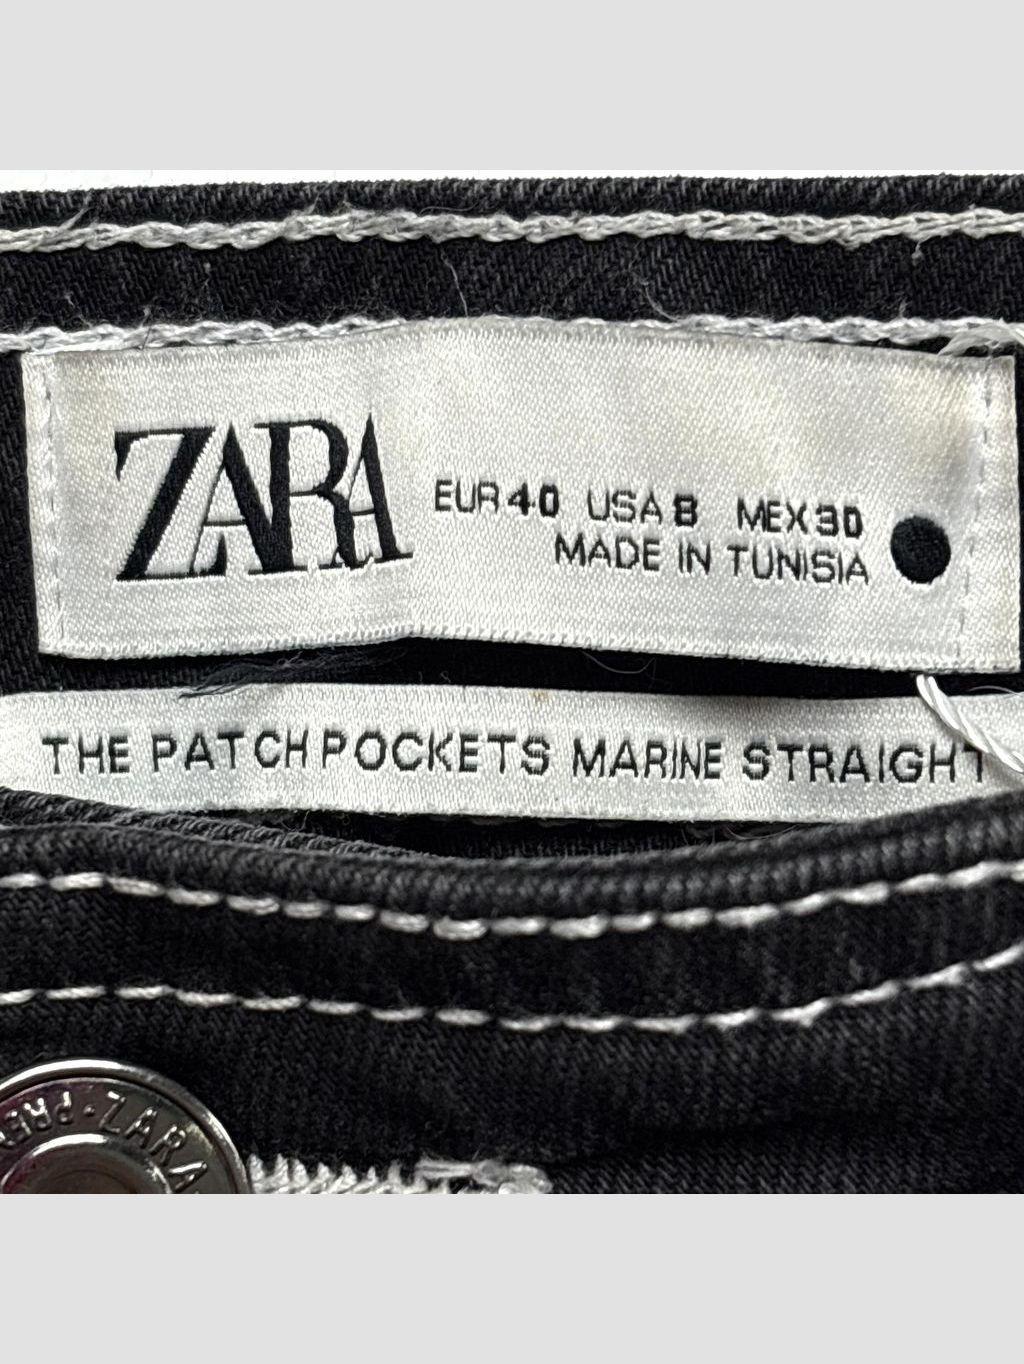 ZARA
EUR 40 USA 8 MEX 30
MADE IN TUNISIA
THE PATCH POCKETS MARINE STRAIGHT
ZARA